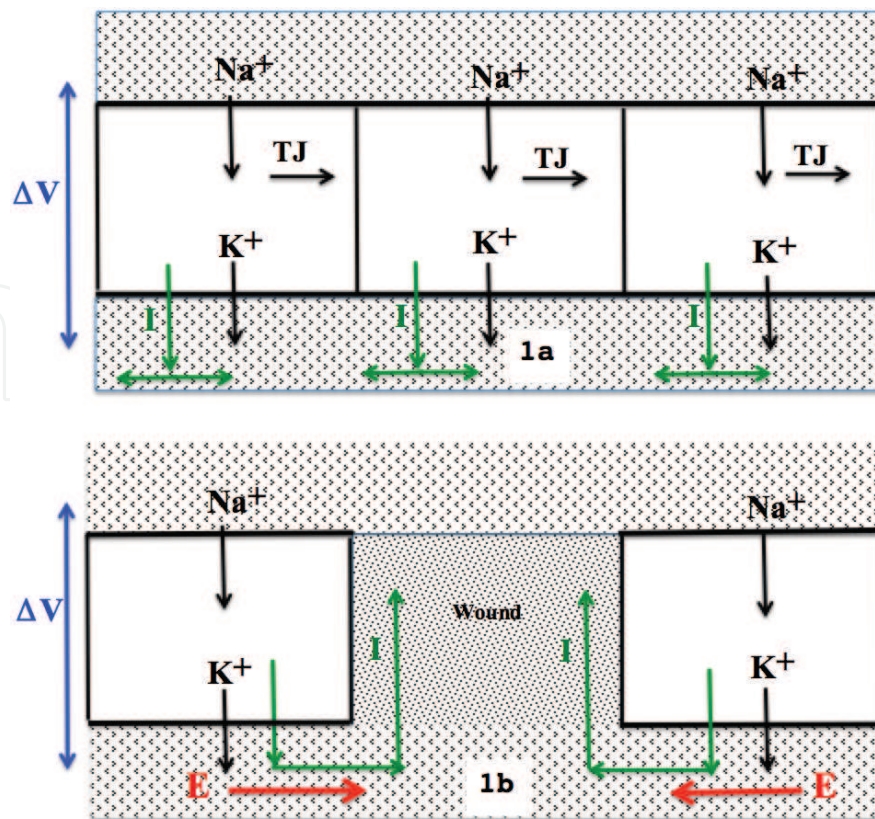 Na⁺ Na⁺ Na⁺
TJ TJ TJ
ΔV
K⁺ K⁺ K⁺
I I I
1a
Na⁺ Na⁺
ΔV
Wound
I I
K⁺ K⁺
E 1b E